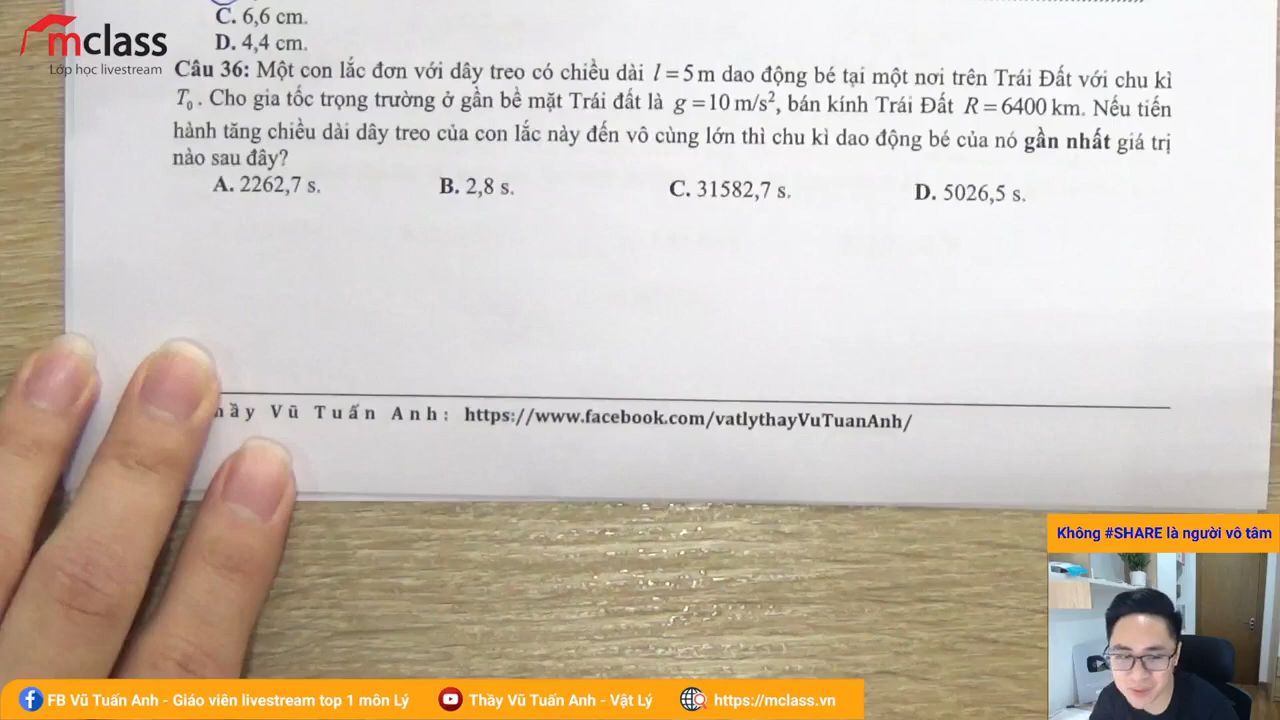 C. 6,6 cm.
D. 4,4 cm.
mclass
Lớp học livestream
Câu 36: Một con lắc đơn với dây treo có chiều dài l = 5 m dao động bé tại một nơi trên Trái Đất với chu kì
T₀. Cho gia tốc trọng trường ở gần bề mặt Trái đất là g = 10 m/s², bán kính Trái Đất R = 6400 km. Nếu tiến
hành tăng chiều dài dây treo của con lắc này đến vô cùng lớn thì chu kì dao động bé của nó gần nhất giá trị
nào sau đây?
A. 2262,7 s. B. 2,8 s. C. 31582,7 s. D. 5026,5 s.
hầy Vũ Tuấn Anh: https://www.facebook.com/vatlythayVuTuanAnh/
Không #SHARE là người vô tâm
FB Vũ Tuấn Anh - Giáo viên livestream top 1 môn Lý Thầy Vũ Tuấn Anh - Vật Lý https://mclass.vn